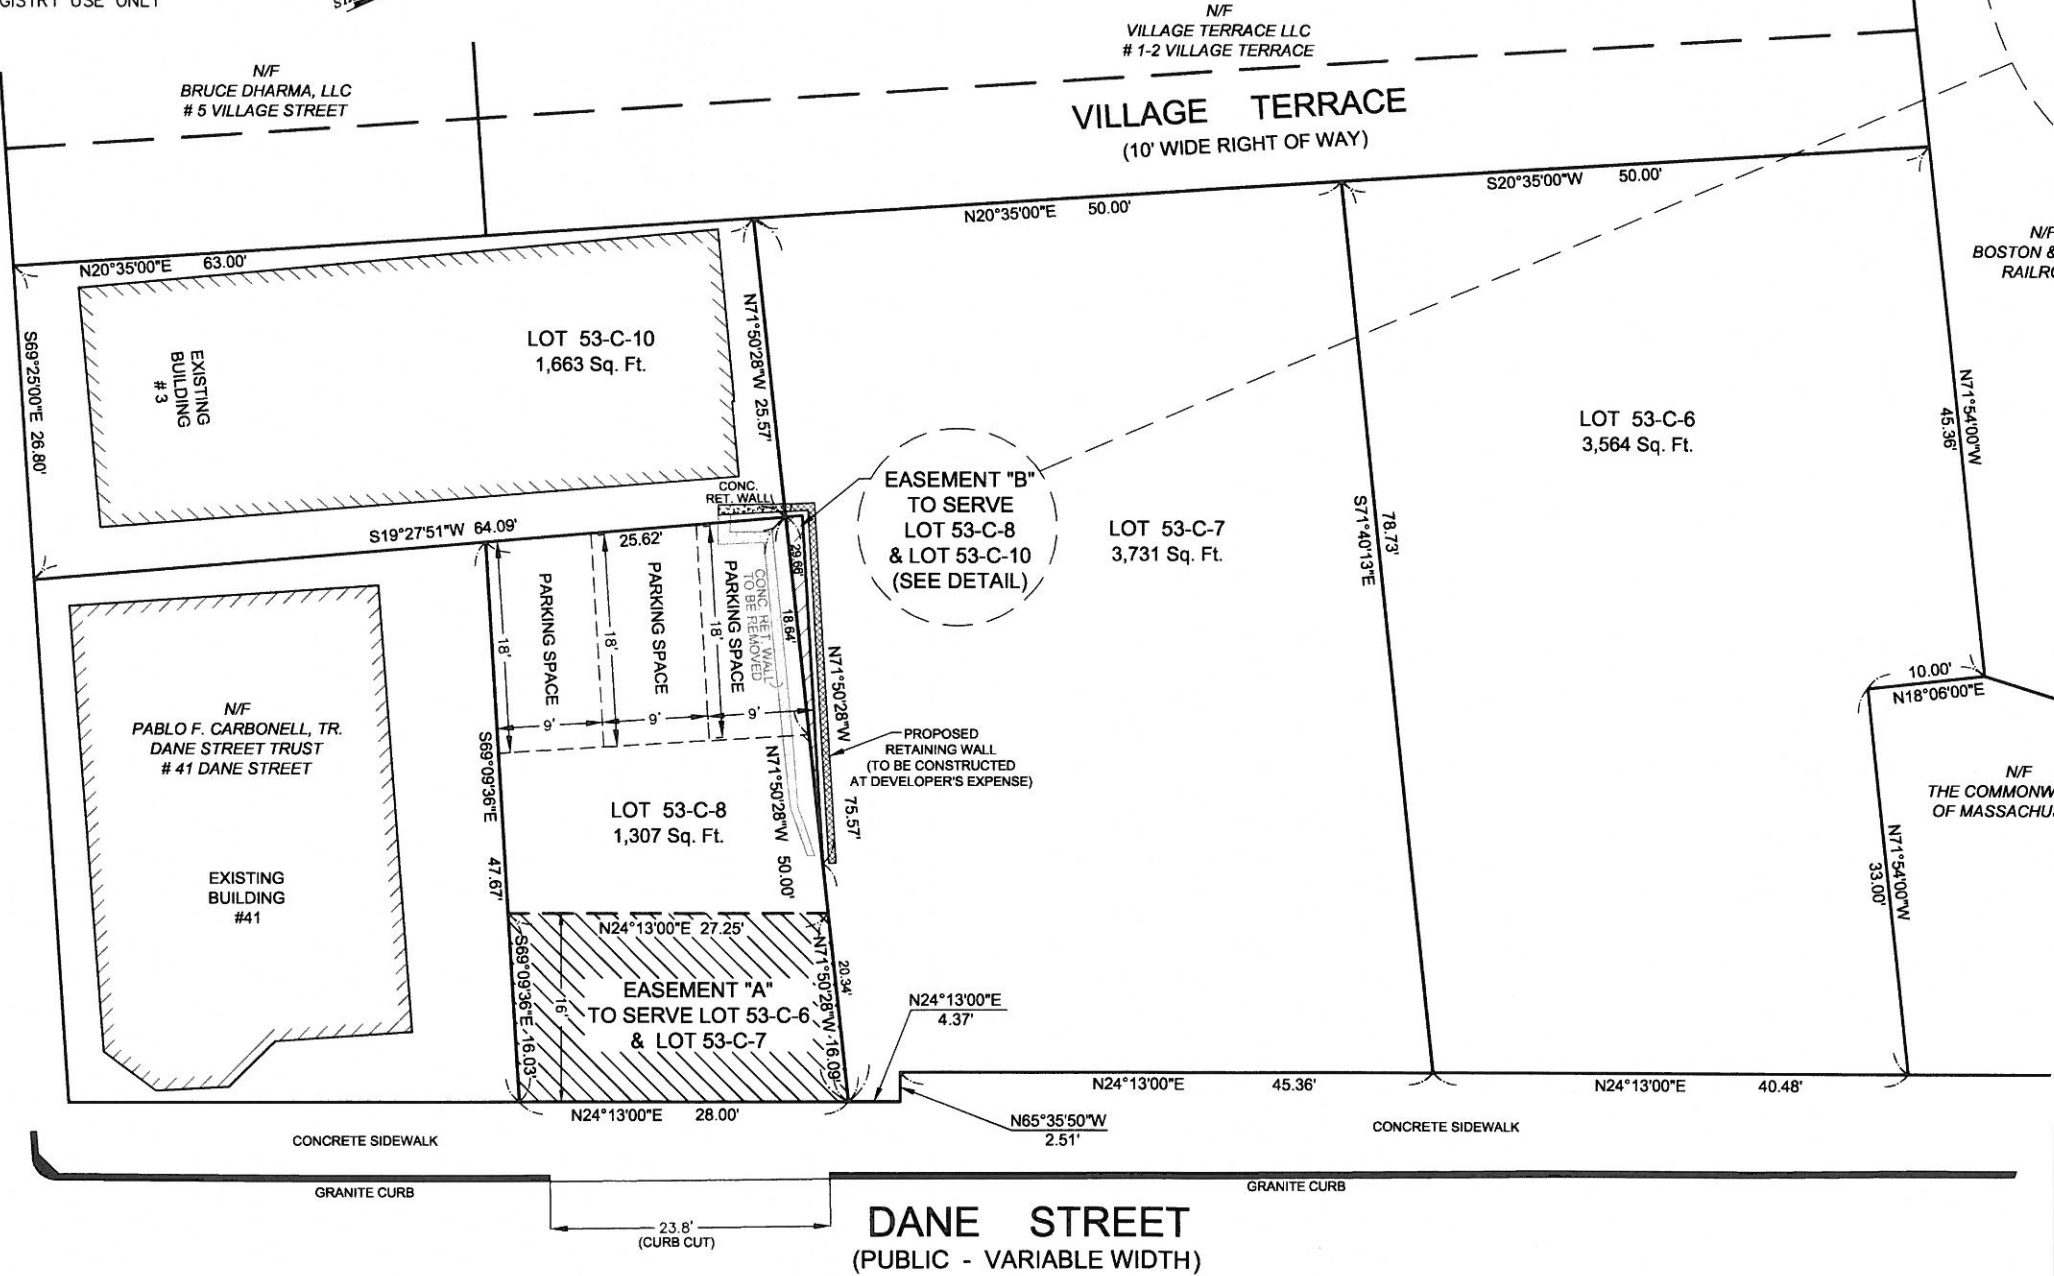 GISTRY USE ONLY
N/F
BRUCE DHARMA, LLC
# 5 VILLAGE STREET
N/F
VILLAGE TERRACE LLC
# 1-2 VILLAGE TERRACE
VILLAGE TERRACE
(10' WIDE RIGHT OF WAY)
N20°35'00"E 63.00'
N20°35'00"E 50.00'
S20°35'00"W 50.00'
N/F
BOSTON &
RAILRO
S69°25'00"E 26.80'
EXISTING
BUILDING
# 3
LOT 53-C-10
1,663 Sq. Ft.
N71°50'28"W 25.57'
LOT 53-C-6
3,564 Sq. Ft.
N71°54'00"W
45.36'
CONC.
RET. WALL
EASEMENT "B"
TO SERVE
LOT 53-C-8
& LOT 53-C-10
(SEE DETAIL)
LOT 53-C-7
3,731 Sq. Ft.
S71°40'13"E
78.73'
S19°27'51"W 64.09'
25.62'
29.66'
18.64'
PARKING SPACE
PARKING SPACE
PARKING SPACE
CONC. RET. WALL
TO BE REMOVED
18'
18'
18'
9'
9'
9'
N71°50'28"W
75.57'
PROPOSED
RETAINING WALL
(TO BE CONSTRUCTED
AT DEVELOPER'S EXPENSE)
10.00'
N18°06'00"E
N/F
PABLO F. CARBONELL, TR.
DANE STREET TRUST
# 41 DANE STREET
EXISTING
BUILDING
#41
S69°09'36"E 47.67'
LOT 53-C-8
1,307 Sq. Ft.
N71°50'28"W 50.00'
N/F
THE COMMONW
OF MASSACHU
N71°54'00"W
33.00'
N24°13'00"E 27.25'
S69°09'36"E 16.03'
16'
EASEMENT "A"
TO SERVE LOT 53-C-6
& LOT 53-C-7
N71°50'28"W 16.09'
20.34'
N24°13'00"E
4.37'
N24°13'00"E 28.00'
N24°13'00"E 45.36'
N24°13'00"E 40.48'
N65°35'50"W
2.51'
CONCRETE SIDEWALK
CONCRETE SIDEWALK
GRANITE CURB
GRANITE CURB
23.8'
(CURB CUT)
DANE STREET
(PUBLIC - VARIABLE WIDTH)